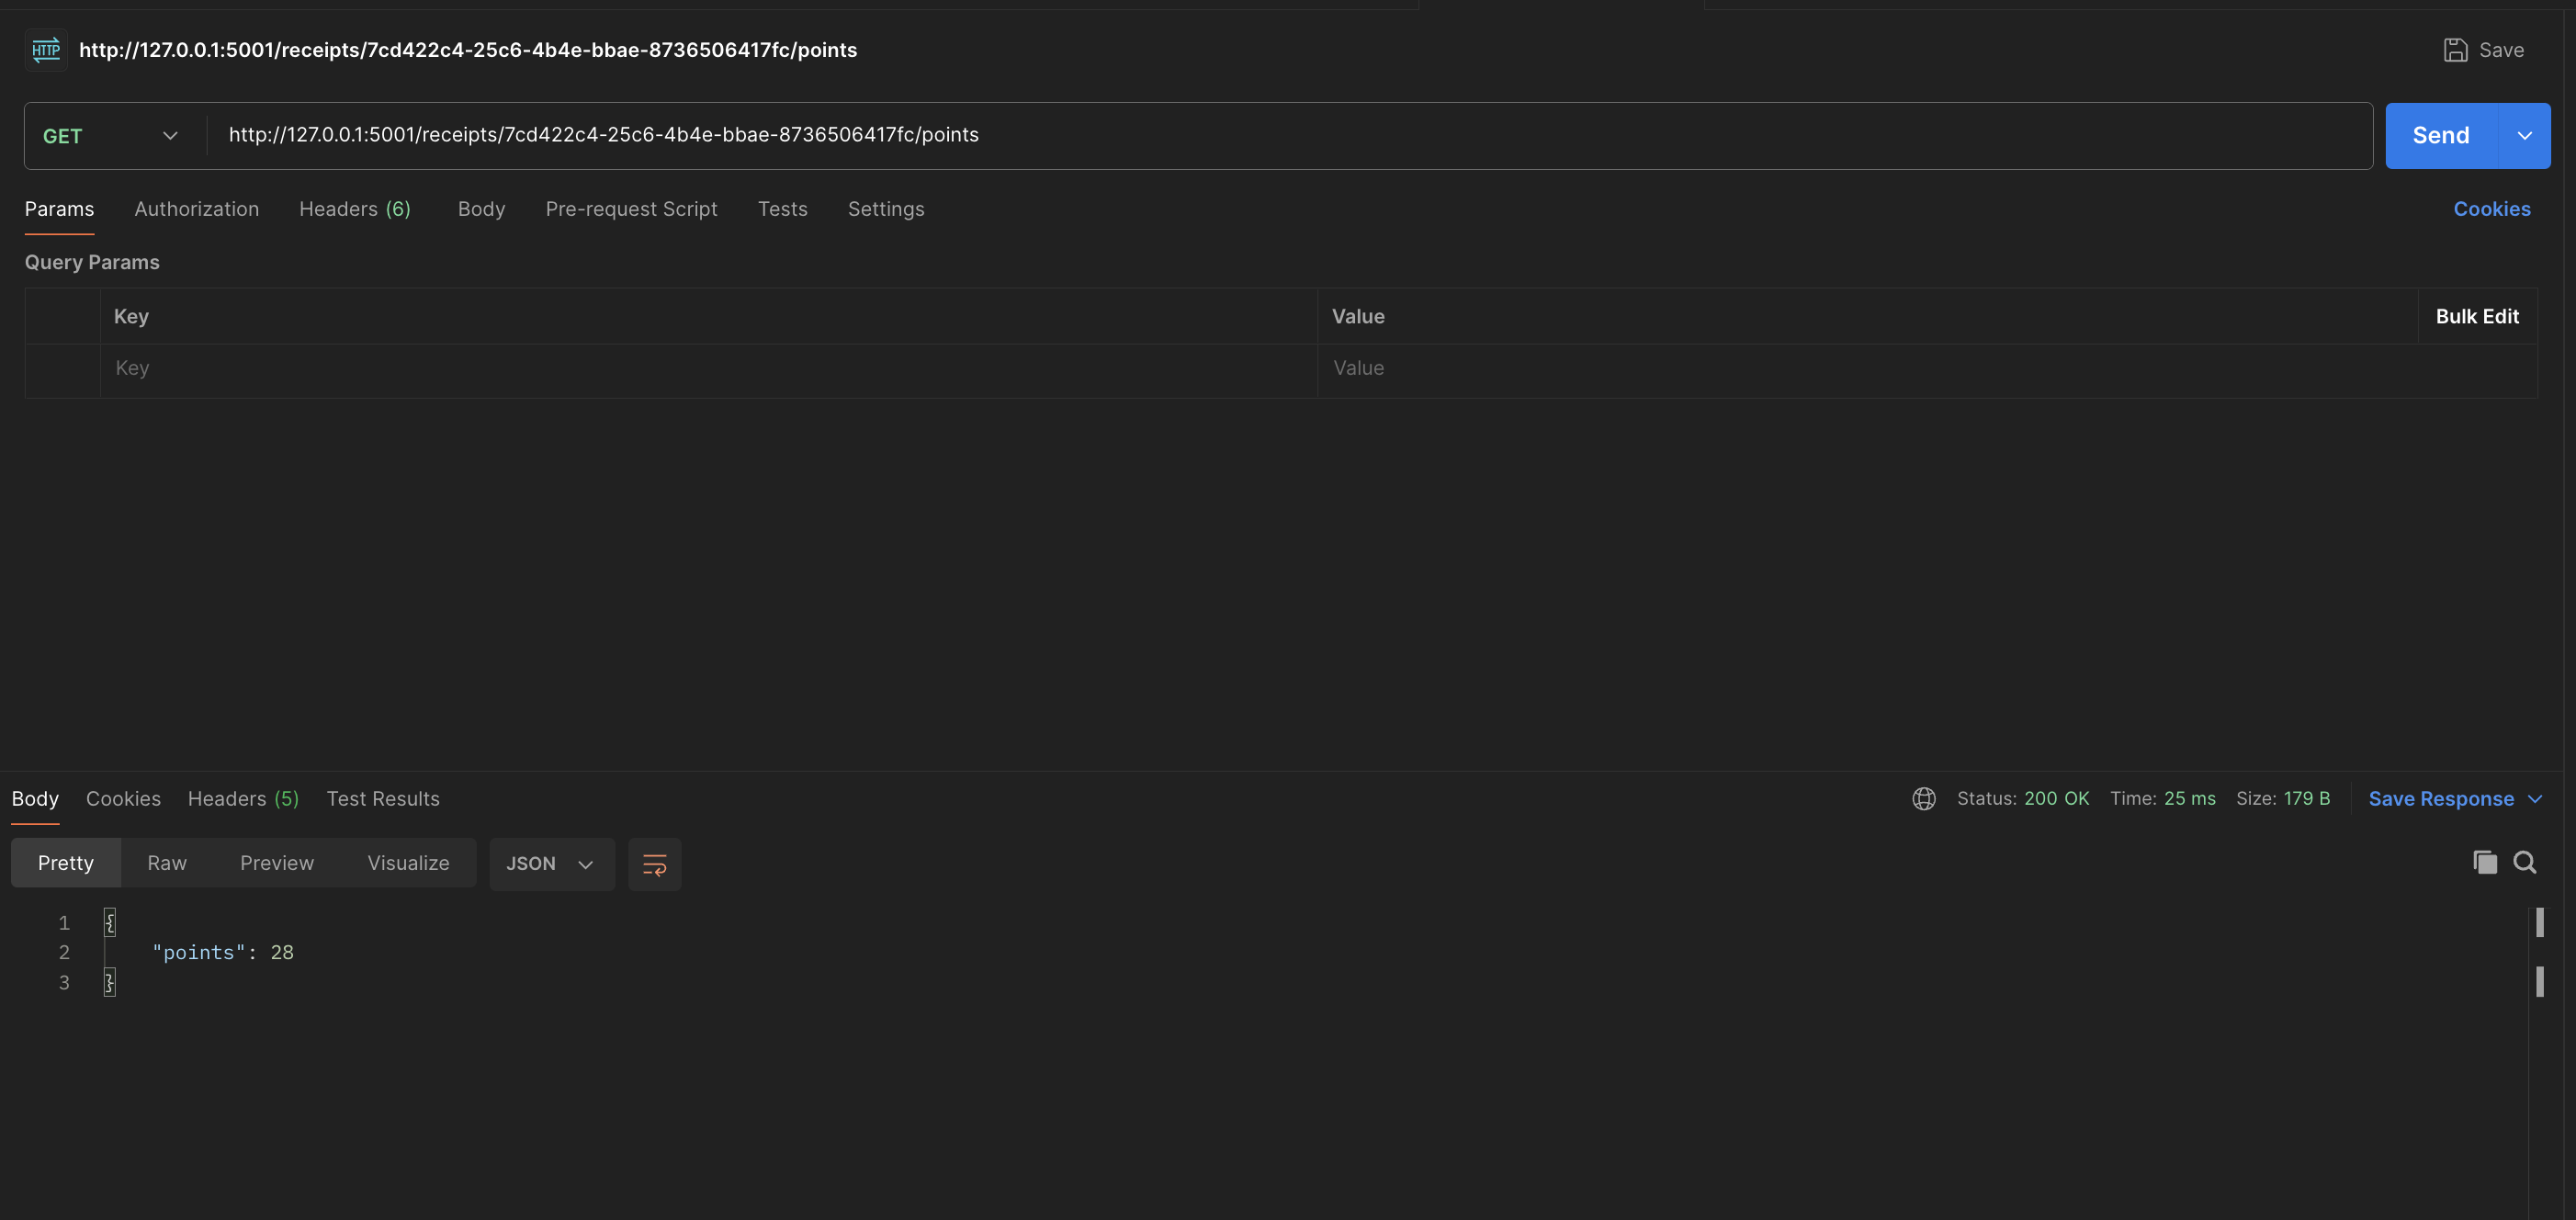 HTTP http://127.0.0.1:5001/receipts/7cd422c4-25c6-4b4e-bbae-8736506417fc/points Save
GET http://127.0.0.1:5001/receipts/7cd422c4-25c6-4b4e-bbae-8736506417fc/points Send
Params Authorization Headers (6) Body Pre-request Script Tests Settings Cookies
Query Params
Key Value Bulk Edit
Key Value
Body Cookies Headers (5) Test Results Status: 200 OK Time: 25 ms Size: 179 B Save Response
Pretty Raw Preview Visualize JSON
1 {
2 "points": 28
3 }